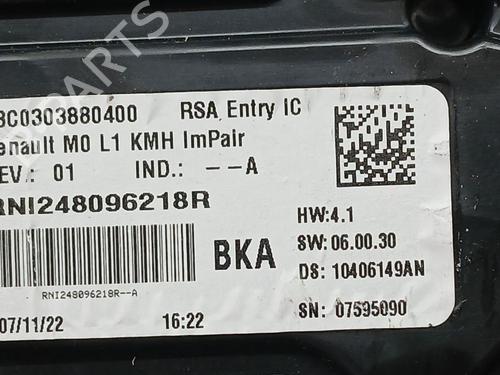 3C0303880400 RSA Entry IC
enault M0 L1 KMH ImPair
EV.: 01 IND.: --A
RNI248096218R
HW:4.1
BKA
SW: 06.00.30
DS: 10406149AN
RNI248096218R--A
SN: 07595090
07/11/22 16:22